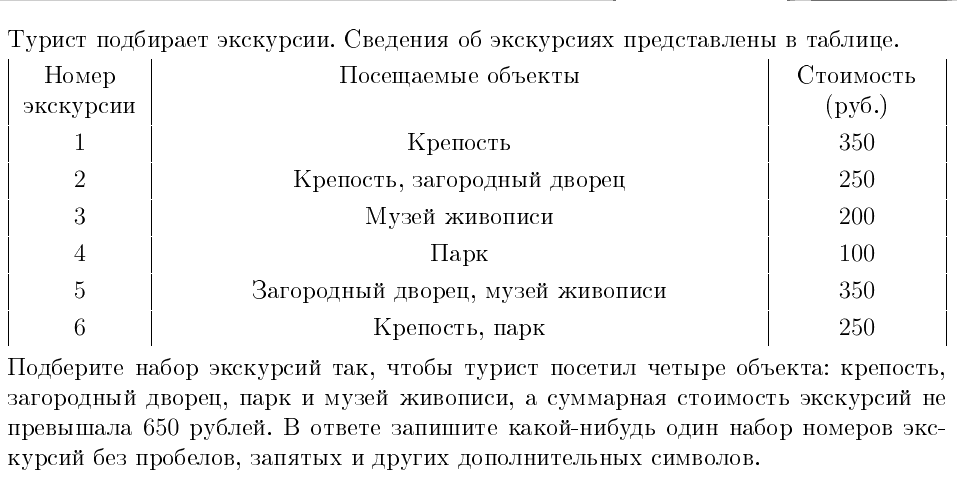 Турист подбирает экскурсии. Сведения об экскурсиях представлены в таблице.
Номер экскурсии Посещаемые объекты Стоимость (руб.)
1 Крепость 350
2 Крепость, загородный дворец 250
3 Музей живописи 200
4 Парк 100
5 Загородный дворец, музей живописи 350
6 Крепость, парк 250
Подберите набор экскурсий так, чтобы турист посетил четыре объекта: крепость,
загородный дворец, парк и музей живописи, а суммарная стоимость экскурсий не
превышала 650 рублей. В ответе запишите какой-нибудь один набор номеров экс-
курсий без пробелов, запятых и других дополнительных символов.